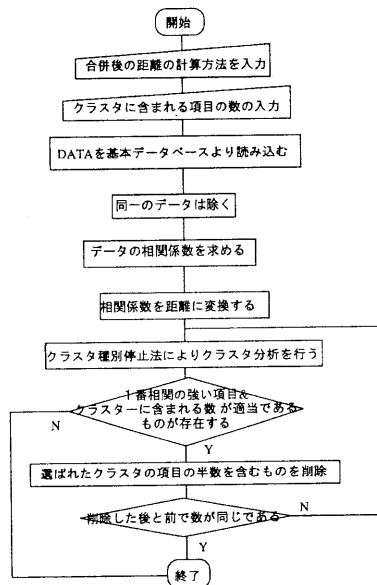 開始
合併後の距離の計算方法を入力
クラスタに含まれる項目の数の入力
DATAを基本データベースより読み込む
同一のデータは除く
データの相関係数を求める
相関係数を距離に変換する
クラスタ種別停止法によりクラスタ分析を行う
1番相関の強い項目&
クラスターに含まれる数が適当である
ものが存在する
N
Y
選ばれたクラスタの項目の半数を含むものを削除
削除した後と前で数が同じである
N
Y
終了